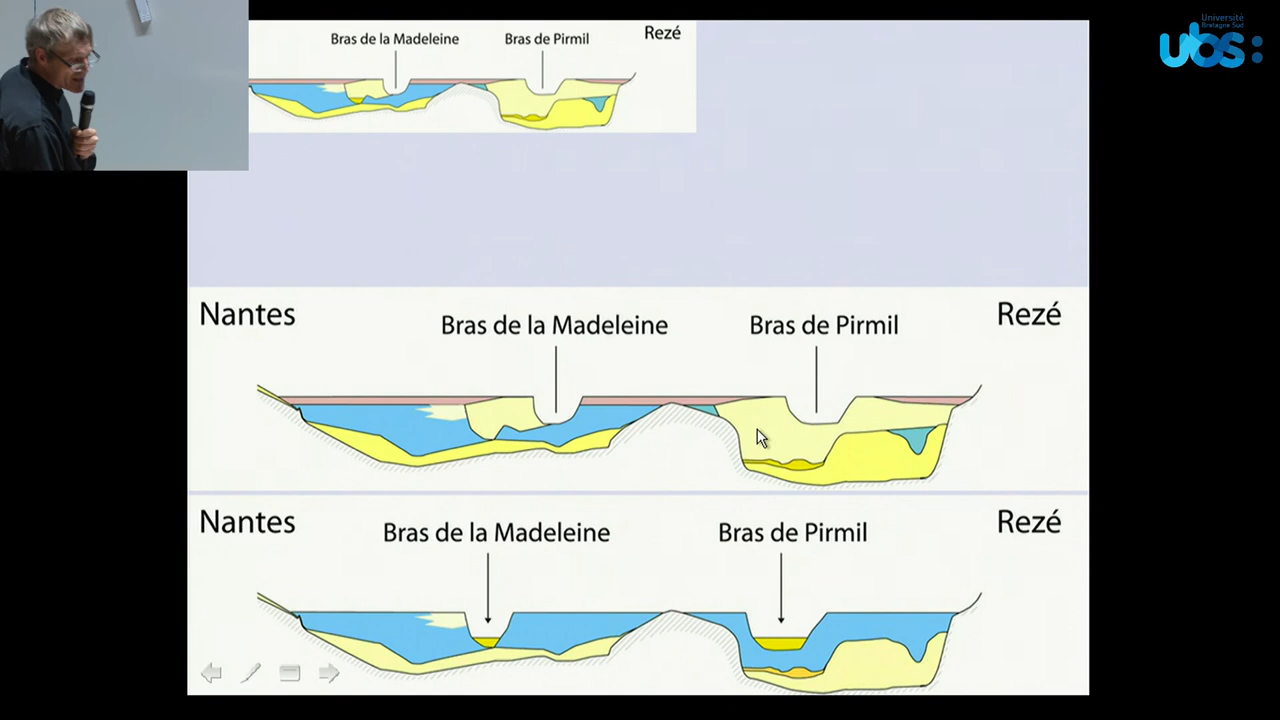 Bras de la Madeleine
Bras de Pirmil
Rezé
Université
Bretagne Sud
ubs:
Nantes
Bras de la Madeleine
Bras de Pirmil
Rezé
Nantes
Bras de la Madeleine
Bras de Pirmil
Rezé